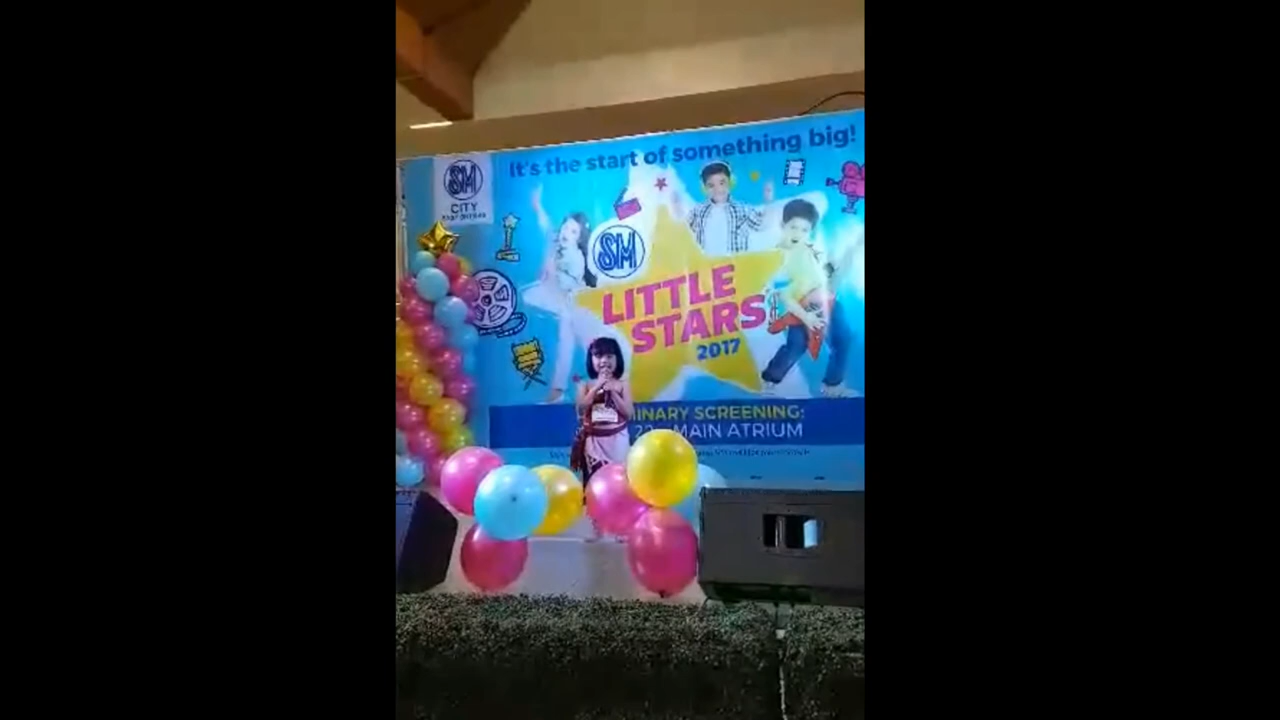 It's the start of something big!
SM
CITY
SM
LITTLE
STARS
2017
INARY SCREENING:
MAIN ATRIUM